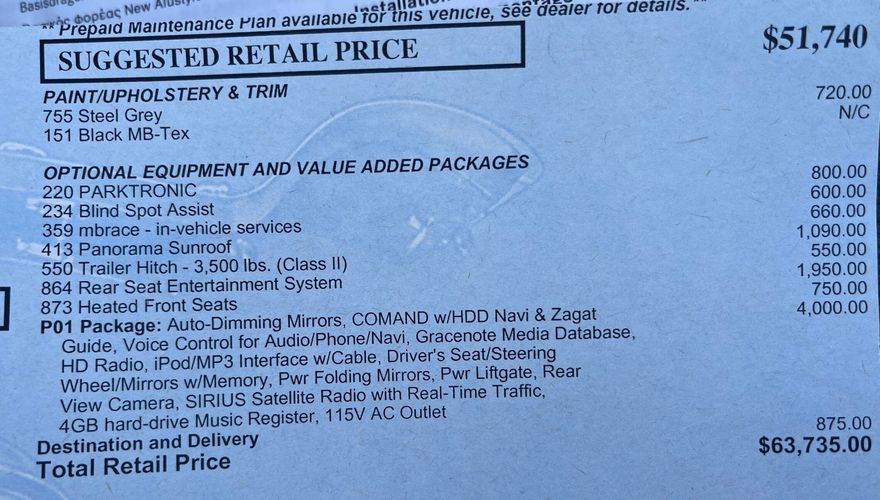 φορέας New
Installati
** Prepaid Maintenance Plan available for this vehicle, see dealer for details. **
SUGGESTED RETAIL PRICE $51,740
PAINT/UPHOLSTERY & TRIM
755 Steel Grey 720.00
151 Black MB-Tex N/C
OPTIONAL EQUIPMENT AND VALUE ADDED PACKAGES
220 PARKTRONIC 800.00
234 Blind Spot Assist 600.00
359 mbrace - in-vehicle services 660.00
413 Panorama Sunroof 1,090.00
550 Trailer Hitch - 3,500 lbs. (Class II) 550.00
864 Rear Seat Entertainment System 1,950.00
873 Heated Front Seats 750.00
P01 Package: Auto-Dimming Mirrors, COMAND w/HDD Navi & Zagat 4,000.00
Guide, Voice Control for Audio/Phone/Navi, Gracenote Media Database,
HD Radio, iPod/MP3 Interface w/Cable, Driver's Seat/Steering
Wheel/Mirrors w/Memory, Pwr Folding Mirrors, Pwr Liftgate, Rear
View Camera, SIRIUS Satellite Radio with Real-Time Traffic,
4GB hard-drive Music Register, 115V AC Outlet
Destination and Delivery 875.00
Total Retail Price $63,735.00